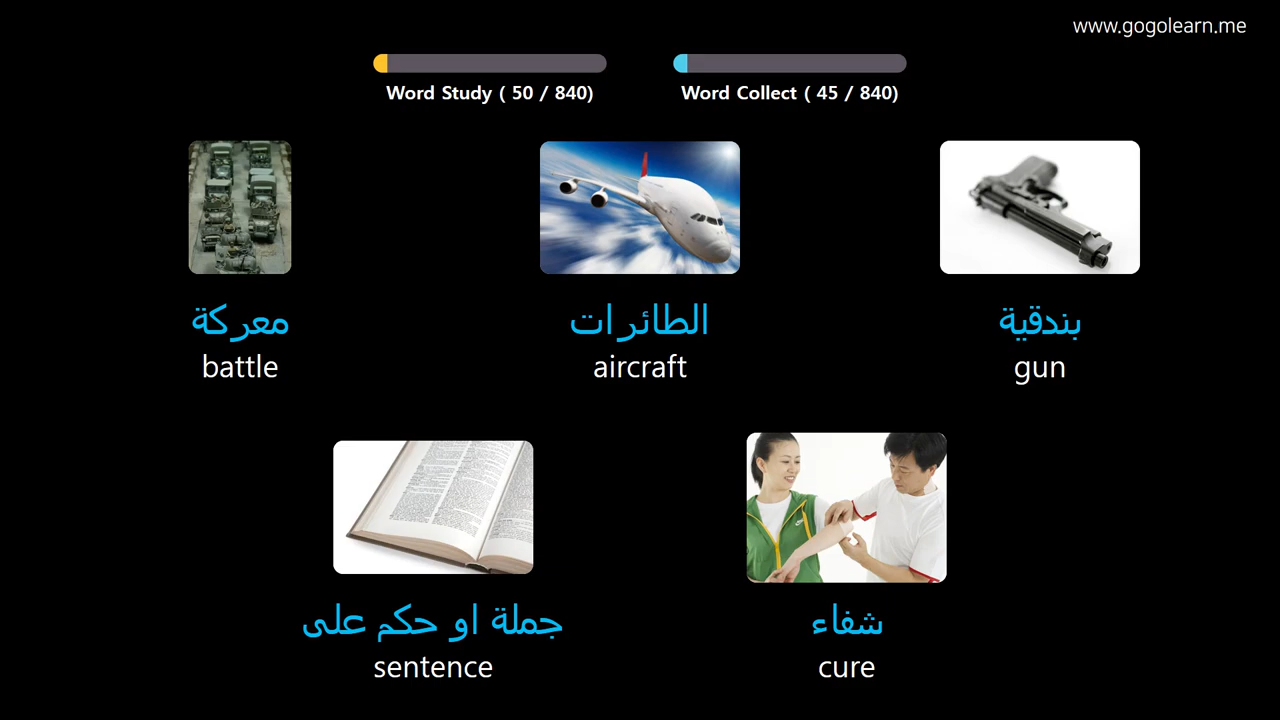 www.gogolearn.me
Word Study ( 50 / 840)
Word Collect ( 45 / 840)
معركة
battle
الطائرات
aircraft
بندقية
gun
جملة او حكم على
sentence
شفاء
cure